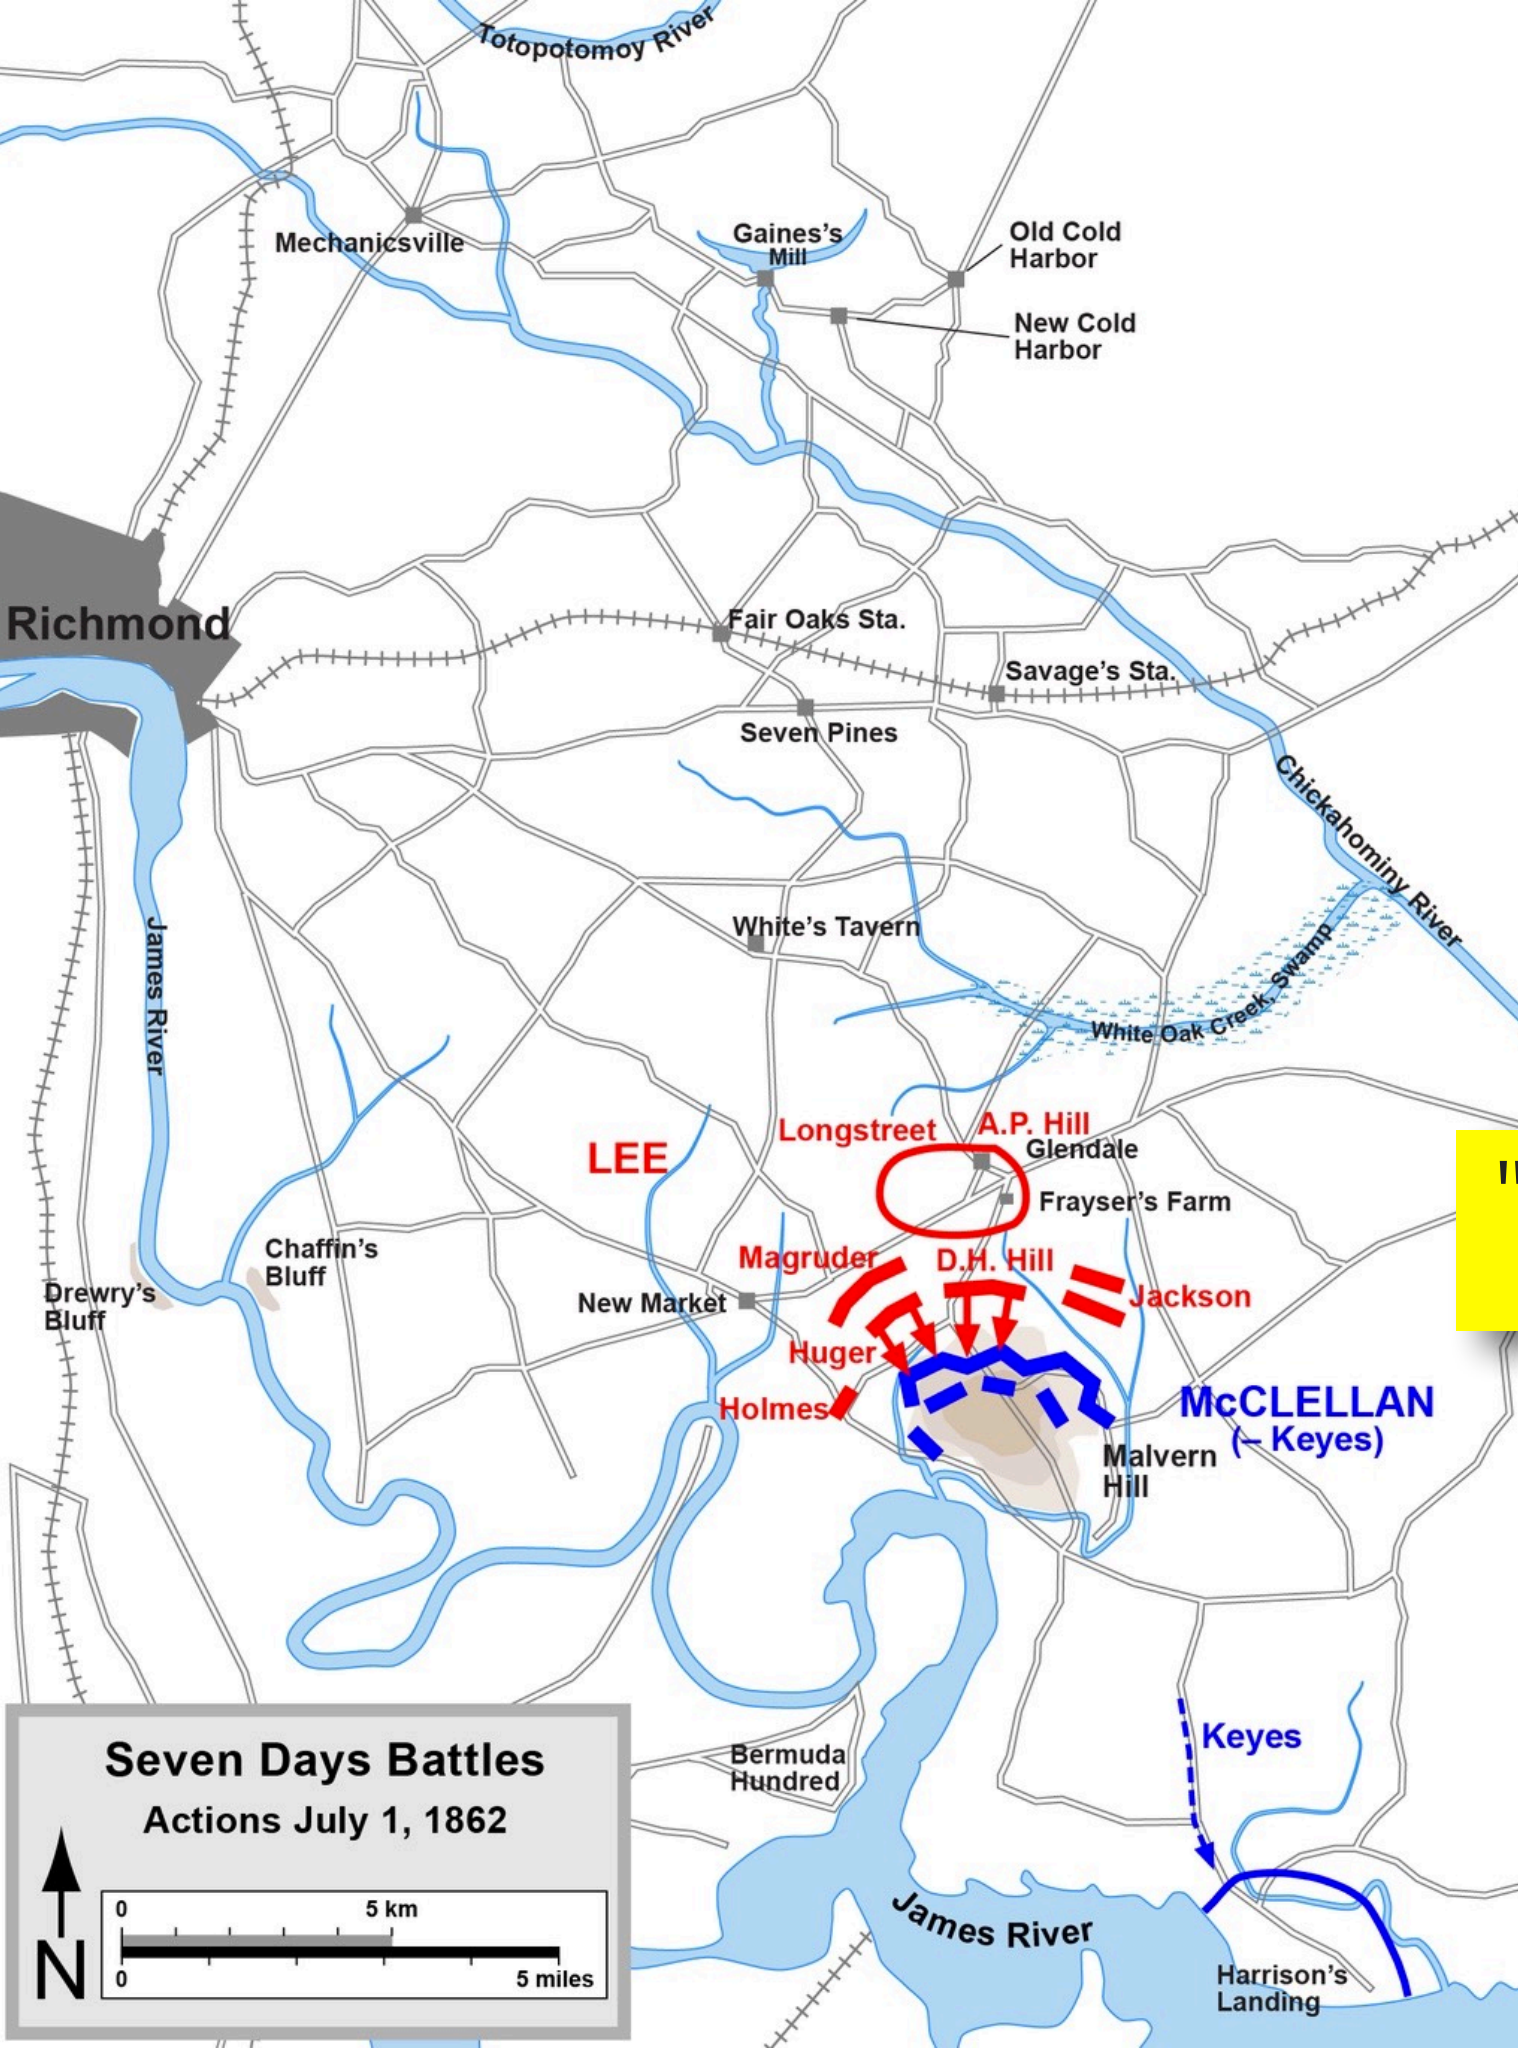 Totopotomoy River
Mechanicsville
Gaines's
Mill
Old Cold
Harbor
New Cold
Harbor
Richmond
Fair Oaks Sta.
Savage's Sta.
Seven Pines
Chickahominy River
James River
White's Tavern
White Oak Creek, Swamp
Longstreet
A.P. Hill
Glendale
LEE
Frayser's Farm
Magruder
D.H. Hill
Jackson
Chaffin's
Bluff
Drewry's
Bluff
New Market
Huger
Holmes
McCLELLAN
(– Keyes)
Malvern
Hill
Keyes
Bermuda
Hundred
James River
Harrison's
Landing
Seven Days Battles
Actions July 1, 1862
N
0 5 km
0 5 miles
"